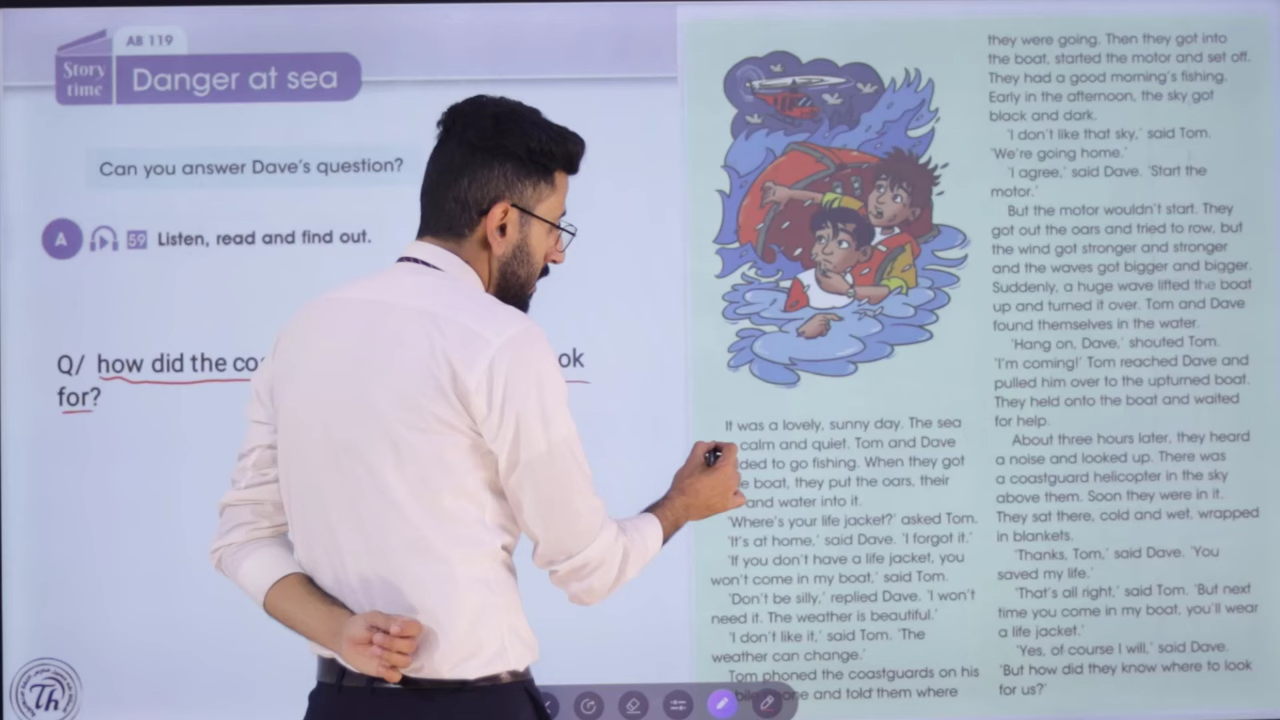 AB 119
Story
time
Danger at sea
Can you answer Dave's question?
A 59 Listen, read and find out.
Q/ how did the ok
for?
It was a lovely, sunny day. The sea
calm and quiet. Tom and Dave
to go fishing. When they got
boat, they put the oars, their
and water into it.
'Where's your life jacket?' asked Tom.
'It's at home,' said Dave. 'I forgot it.'
'If you don't have a life jacket, you
won't come in my boat,' said Tom.
'Don't be silly,' replied Dave. 'I won't
need it. The weather is beautiful.'
'I don't like it,' said Tom. 'The
weather can change.'
Tom phoned the coastguards on his
and told them where
they were going. Then they got into
the boat, started the motor and set off.
They had a good morning's fishing.
Early in the afternoon, the sky got
black and dark.
'I don't like that sky,' said Tom.
'We're going home.'
'I agree,' said Dave. 'Start the
motor.'
But the motor wouldn't start. They
got out the oars and tried to row, but
the wind got stronger and stronger
and the waves got bigger and bigger.
Suddenly, a huge wave lifted the boat
up and turned it over. Tom and Dave
found themselves in the water.
'Hang on, Dave,' shouted Tom.
'I'm coming!' Tom reached Dave and
pulled him over to the upturned boat.
They held onto the boat and waited
for help.
About three hours later, they heard
a noise and looked up. There was
a coastguard helicopter in the sky
above them. Soon they were in it.
They sat there, cold and wet, wrapped
in blankets.
'Thanks, Tom,' said Dave. 'You
saved my life.'
'That's all right,' said Tom. 'But next
time you come in my boat, you'll wear
a life jacket.'
'Yes, of course I will,' said Dave.
'But how did they know where to look
for us?'
Th